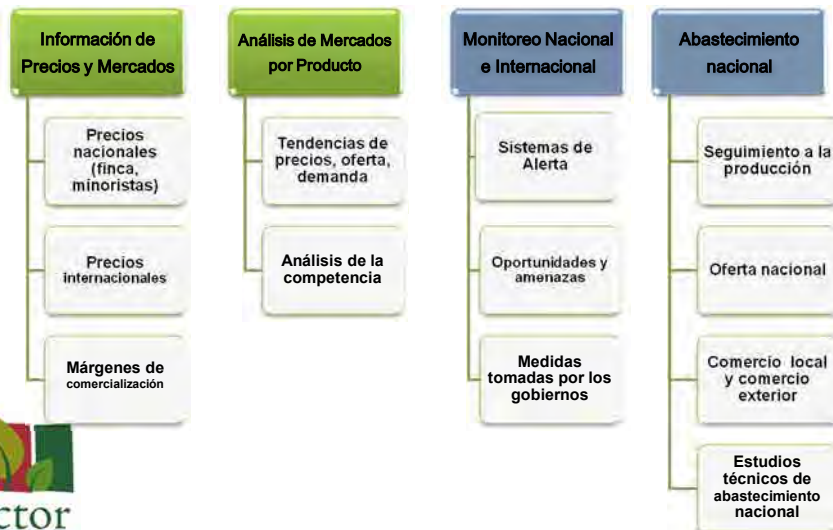 Información de
Precios y Mercados
Precios
nacionales
(finca,
minoristas)
Precios
internacionales
Márgenes de
comercialización
Análisis de Mercados
por Producto
Tendencias de
precios, oferta,
demanda
Análisis de la
competencia
Monitoreo Nacional
e Internacional
Sistemas de
Alerta
Oportunidades y
amenazas
Medidas
tomadas por los
gobiernos
Abastecimiento
nacional
Seguimiento a la
producción
Oferta nacional
Comercio local
y comercio
exterior
Estudios
técnicos de
abastecimiento
nacional
ctor